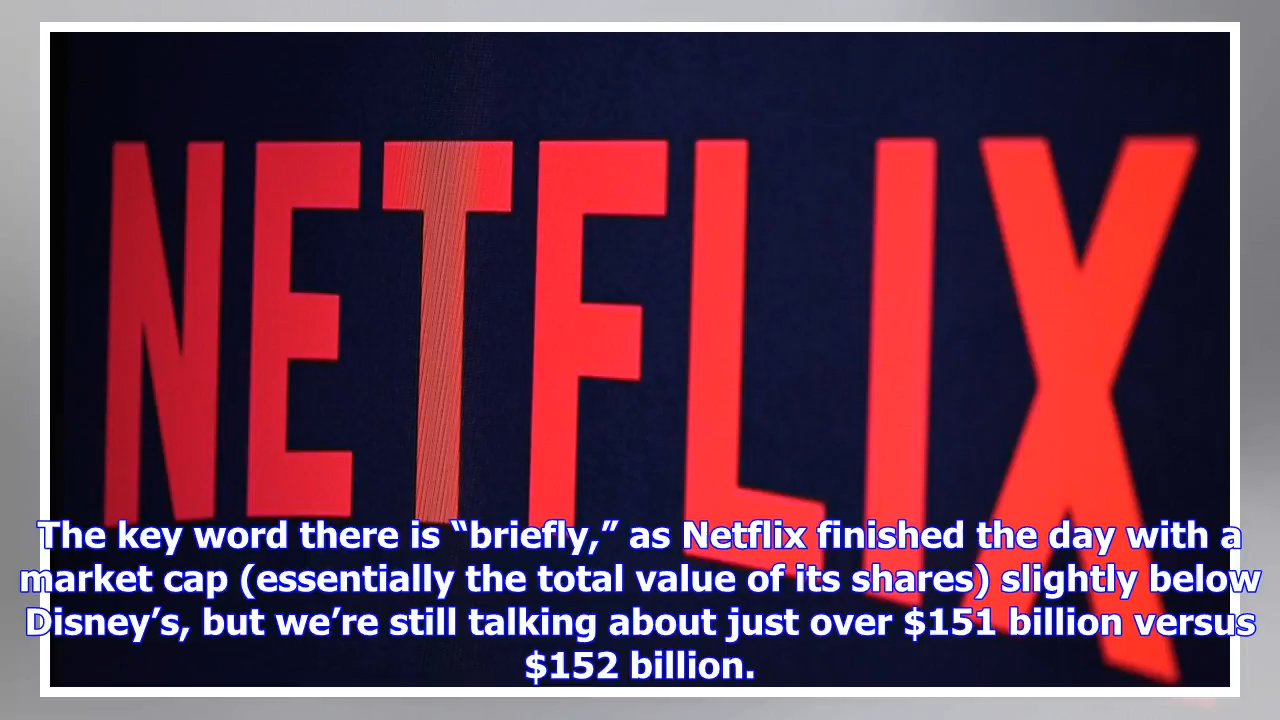 NETFLIX
The key word there is “briefly,” as Netflix finished the day with a
market cap (essentially the total value of its shares) slightly below
Disney’s, but we’re still talking about just over $151 billion versus
$152 billion.